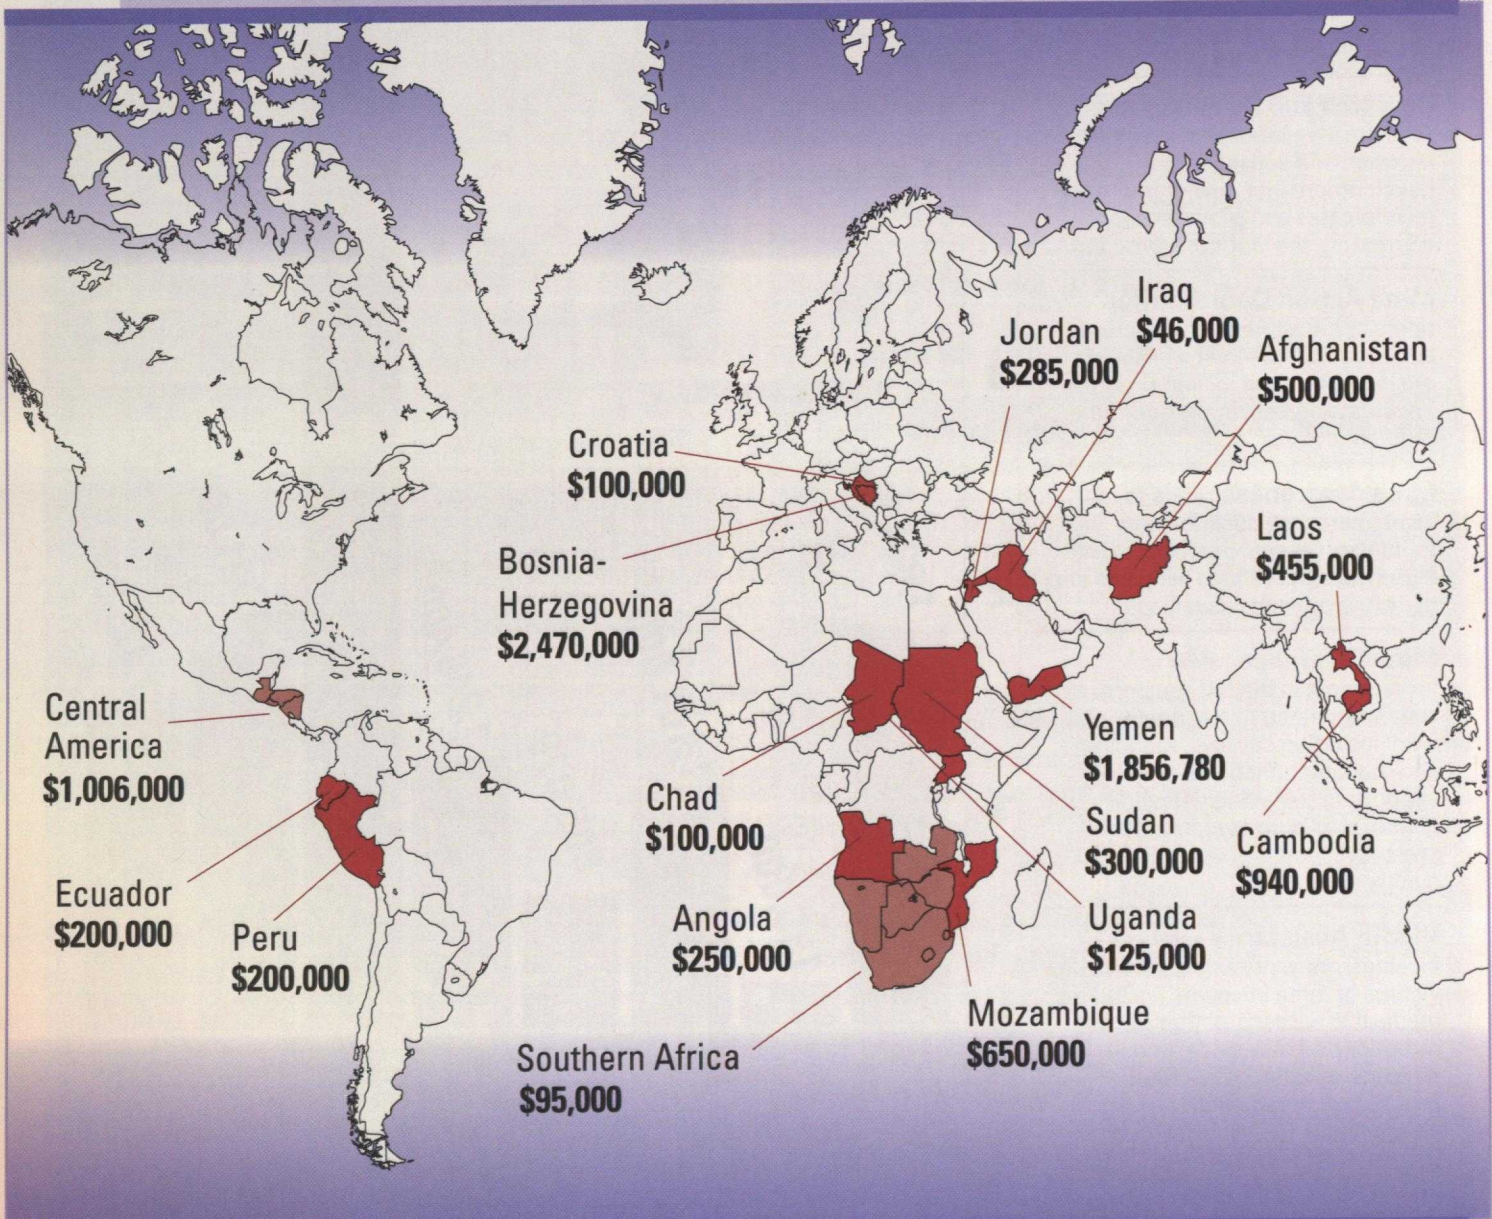 Iraq
$46,000
Jordan
$285,000
Afghanistan
$500,000
Croatia
$100,000
Laos
$455,000
Bosnia-
Herzegovina
$2,470,000
Central
America
$1,006,000
Yemen
$1,856,780
Chad
$100,000
Sudan
$300,000
Cambodia
$940,000
Ecuador
$200,000
Peru
$200,000
Angola
$250,000
Uganda
$125,000
Mozambique
$650,000
Southern Africa
$95,000